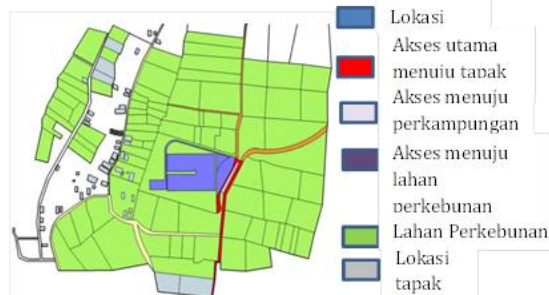 Lokasi
Akses utama
menuju tapak
Akses menuju
perkampungan
Akses menuju
lahan
perkebunan
Lahan Perkebunan
Lokasi
tapak